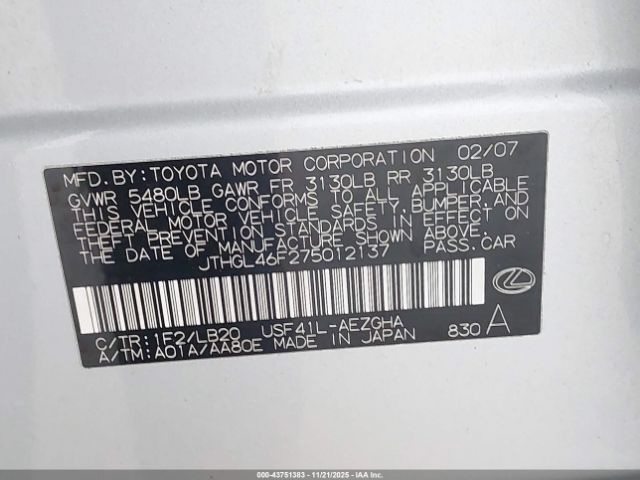 MFD.BY:TOYOTA MOTOR CORPORATION 02/07
GVWR 5480LB GAWR FR 3130LB RR 3130LB
THIS VEHICLE CONFORMS TO ALL APPLICABLE
FEDERAL MOTOR VEHICLE SAFETY,BUMPER,AND
THEFT PREVENTION STANDARDS IN EFFECT ON
THE DATE OF MANUFACTURE SHOWN ABOVE.
JTHGL46F275012137 PASS.CAR
C/TR:1F2/LB20 USF41L-AEZGHA
A/TM:A01A/AA80E MADE IN JAPAN 830 A
000-43751383 - 11/21/2025 - IAAI.COM